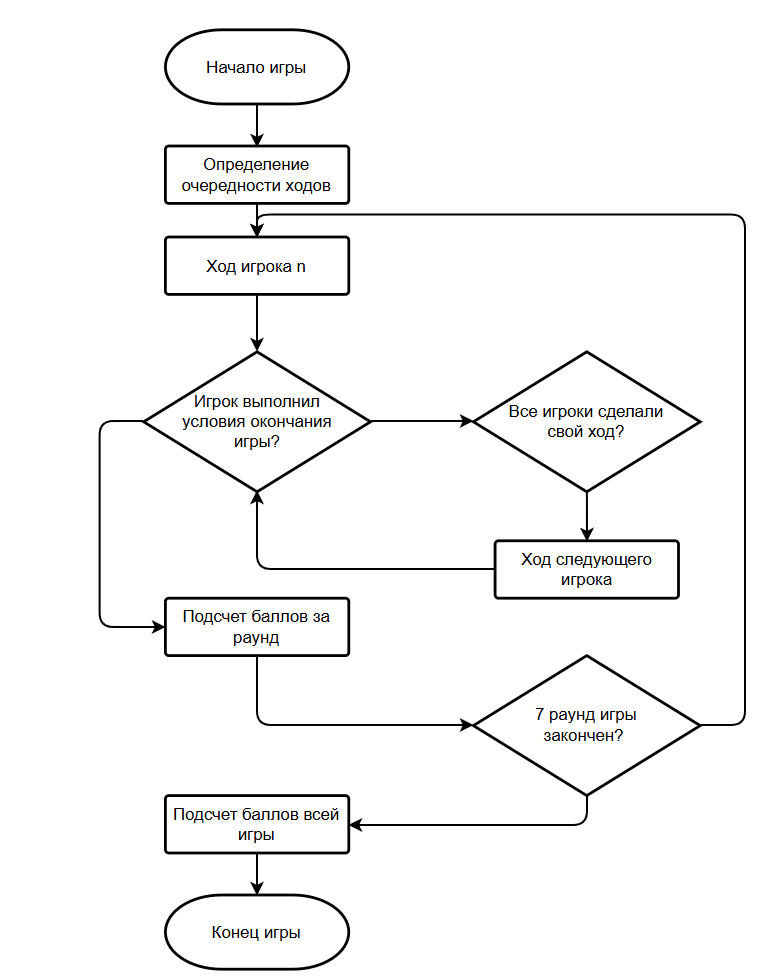 Начало игры
Определение
очередности ходов
Ход игрока n
Игрок выполнил
условия окончания
игры?
Все игроки сделали
свой ход?
Ход следующего
игрока
Подсчет баллов за
раунд
7 раунд игры
закончен?
Подсчет баллов всей
игры
Конец игры